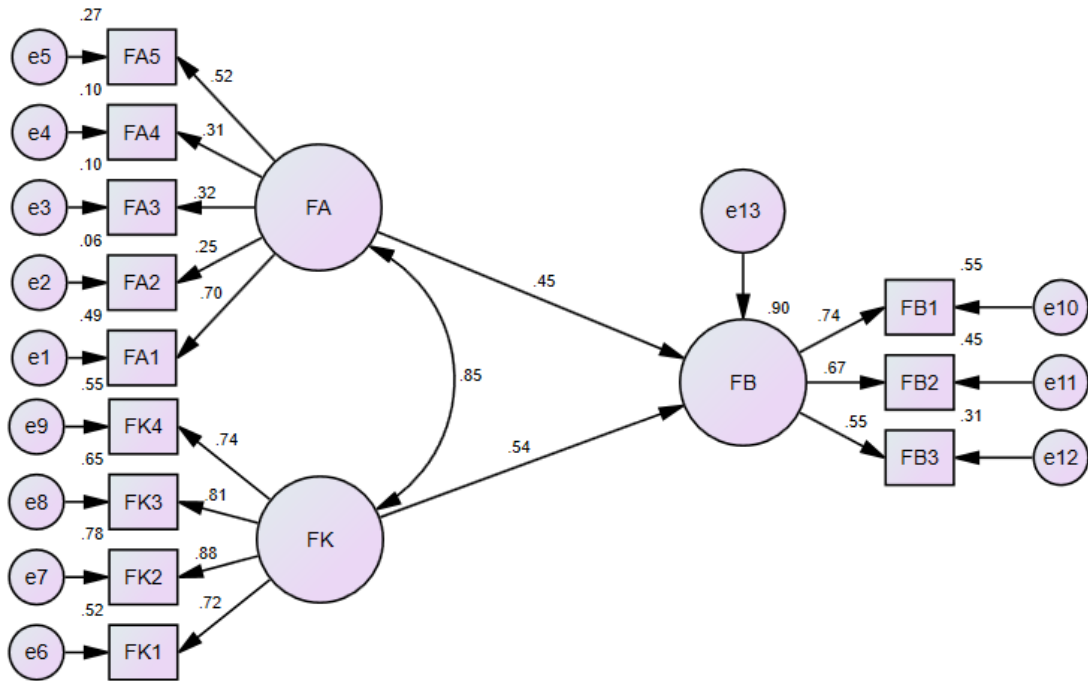 .27
e5 FA5
.52
.10
e4 FA4
.31
.10
e3 FA3
.32
FA
.06
e2 FA2
.25
.49
e1 FA1
.70
.55
e9 FK4
.74
.65
e8 FK3
.81
FK
.78
e7 FK2
.88
.52
e6 FK1
.72
.85
.45
.54
e13
.90
FB
.74
.55
FB1 e10
.67
.45
FB2 e11
.55
.31
FB3 e12